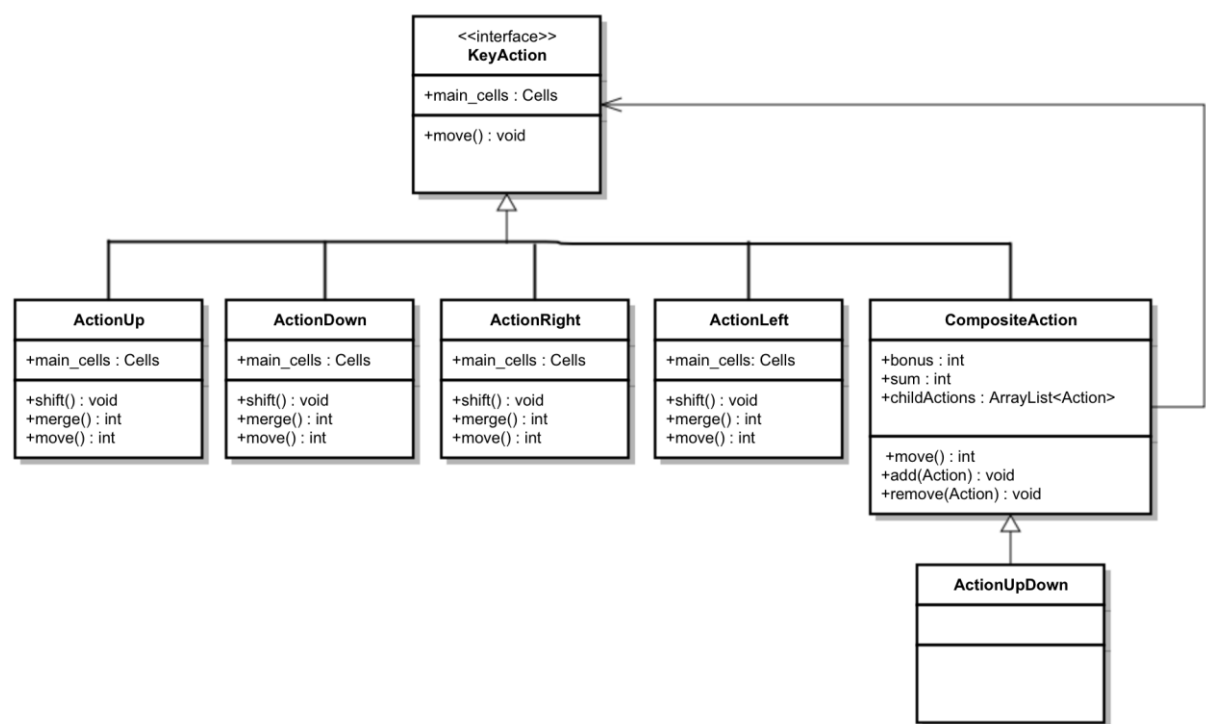 <<interface>>
KeyAction
+main_cells : Cells
+move() : void
ActionUp
+main_cells : Cells
+shift() : void
+merge() : int
+move() : int
ActionDown
+main_cells : Cells
+shift() : void
+merge() : int
+move() : int
ActionRight
+main_cells : Cells
+shift() : void
+merge() : int
+move() : int
ActionLeft
+main_cells: Cells
+shift() : void
+merge() : int
+move() : int
CompositeAction
+bonus : int
+sum : int
+childActions : ArrayList<Action>
+move() : int
+add(Action) : void
+remove(Action) : void
ActionUpDown